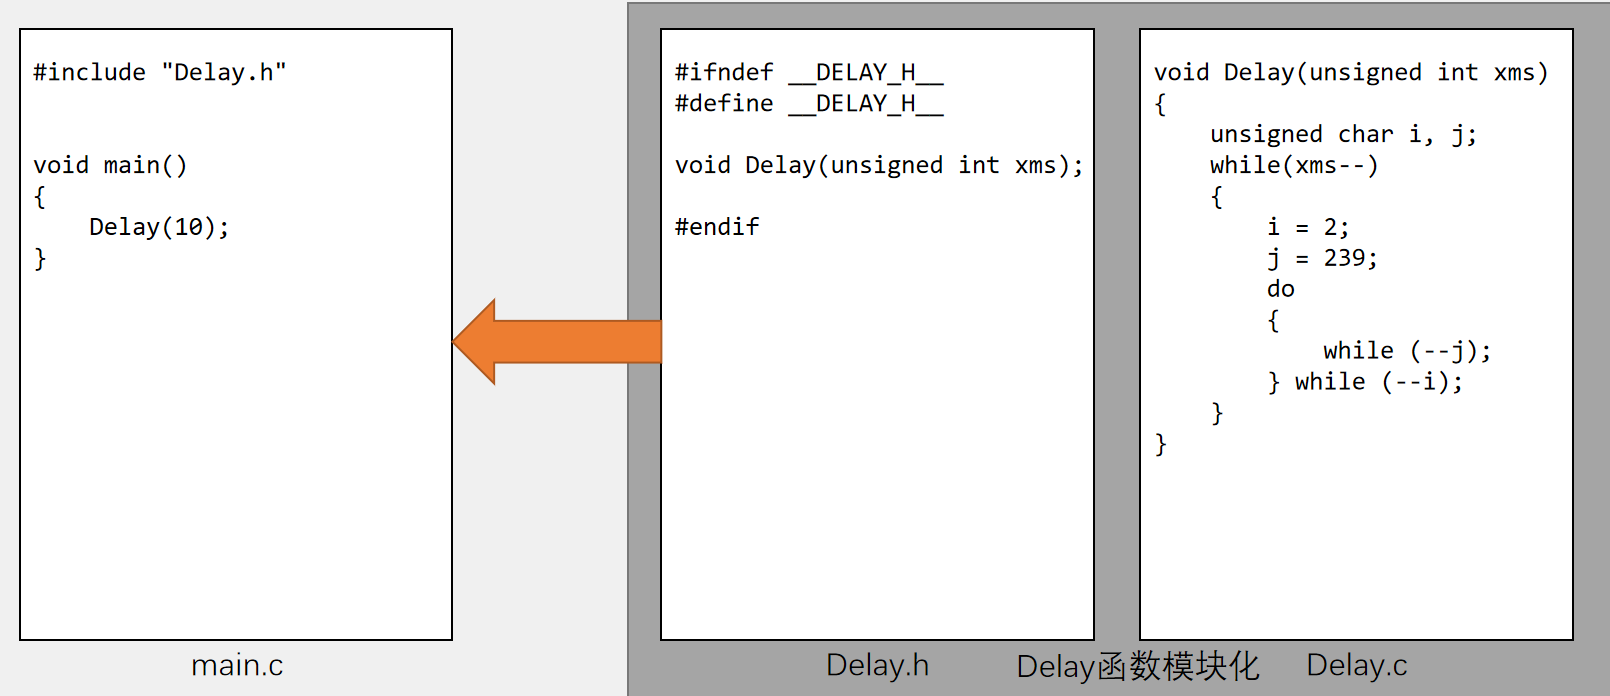 #include "Delay.h"
void main()
{
    Delay(10);
}
main.c
#ifndef __DELAY_H__
#define __DELAY_H__
void Delay(unsigned int xms);
#endif
Delay.h
void Delay(unsigned int xms)
{
    unsigned char i, j;
    while(xms--)
    {
        i = 2;
        j = 239;
        do
        {
            while (--j);
        } while (--i);
    }
}
Delay.c
Delay函数模块化